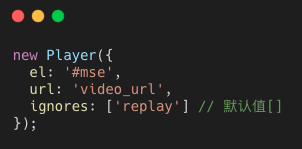 new Player({
  el: '#mse',
  url: 'video_url',
  ignores: ['replay'] // 默认值[]
});